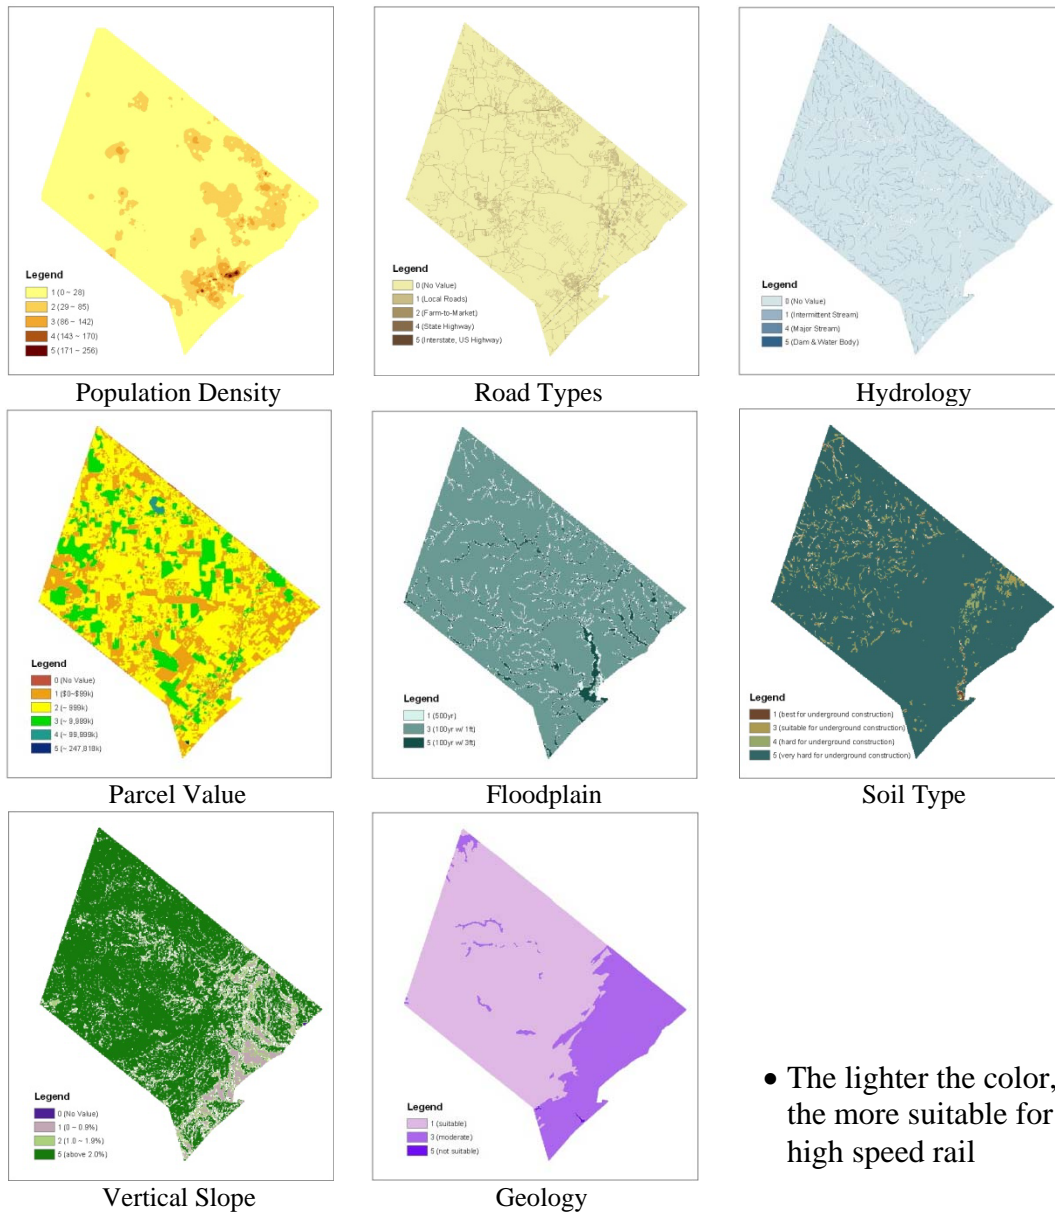 Legend
1 (0 ~ 28)
2 (29 ~ 85)
3 (86 ~ 142)
4 (143 ~ 170)
5 (171 ~ 256)
Population Density
Legend
0 (No Value)
1 (Local Roads)
2 (Farm-to-Market)
4 (State Highway)
5 (Interstate, US Highway)
Road Types
Legend
0 (No Value)
1 (Intermittent Stream)
4 (Major Stream)
5 (Dam & Water Body)
Hydrology
Legend
0 (No Value)
1 ($0~$99k)
2 (~ 999k)
3 (~ 9,999k)
4 (~ 99,999k)
5 (~ 247,018k)
Parcel Value
Legend
1 (500yr)
3 (100yr w/ 1ft)
5 (100yr w/ 3ft)
Floodplain
Legend
1 (best for underground construction)
3 (suitable for underground construction)
4 (hard for underground construction)
5 (very hard for underground construction)
Soil Type
Legend
0 (No Value)
1 (0 ~ 0.9%)
2 (1.0 ~ 1.9%)
5 (above 2.0%)
Vertical Slope
Legend
1 (suitable)
3 (moderate)
5 (not suitable)
Geology
• The lighter the color,
the more suitable for
high speed rail